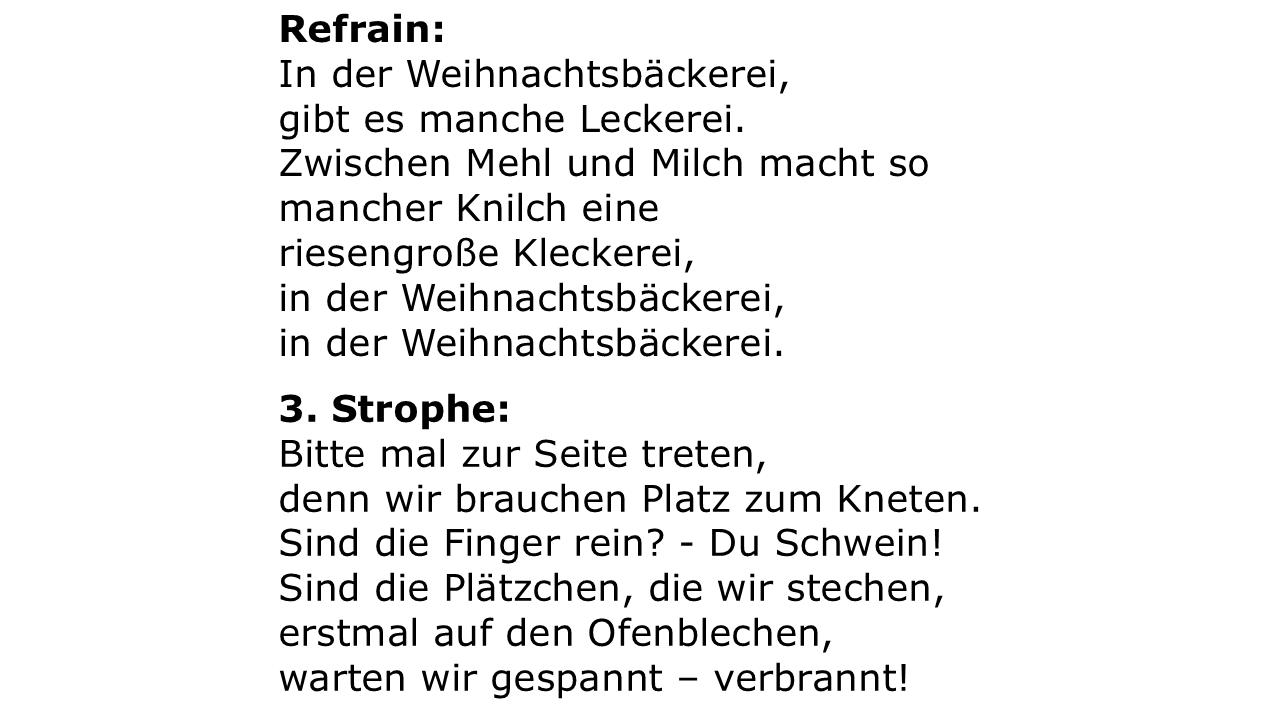 Refrain:
In der Weihnachtsbäckerei,
gibt es manche Leckerei.
Zwischen Mehl und Milch macht so
mancher Knilch eine
riesengroße Kleckerei,
in der Weihnachtsbäckerei,
in der Weihnachtsbäckerei.
3. Strophe:
Bitte mal zur Seite treten,
denn wir brauchen Platz zum Kneten.
Sind die Finger rein? - Du Schwein!
Sind die Plätzchen, die wir stechen,
erstmal auf den Ofenblechen,
warten wir gespannt – verbrannt!